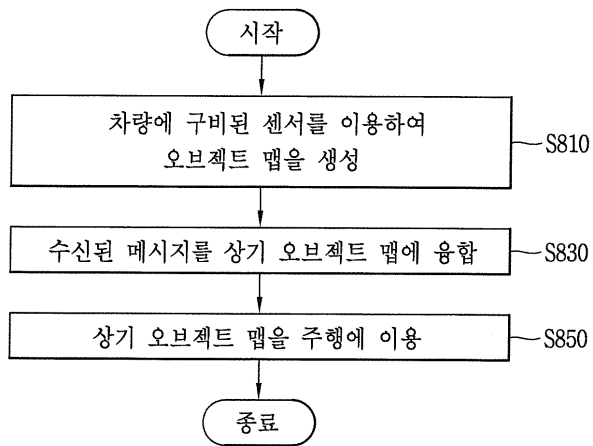 시작
차량에 구비된 센서를 이용하여
오브젝트 맵을 생성
S810
수신된 메시지를 상기 오브젝트 맵에 융합
S830
상기 오브젝트 맵을 주행에 이용
S850
종료